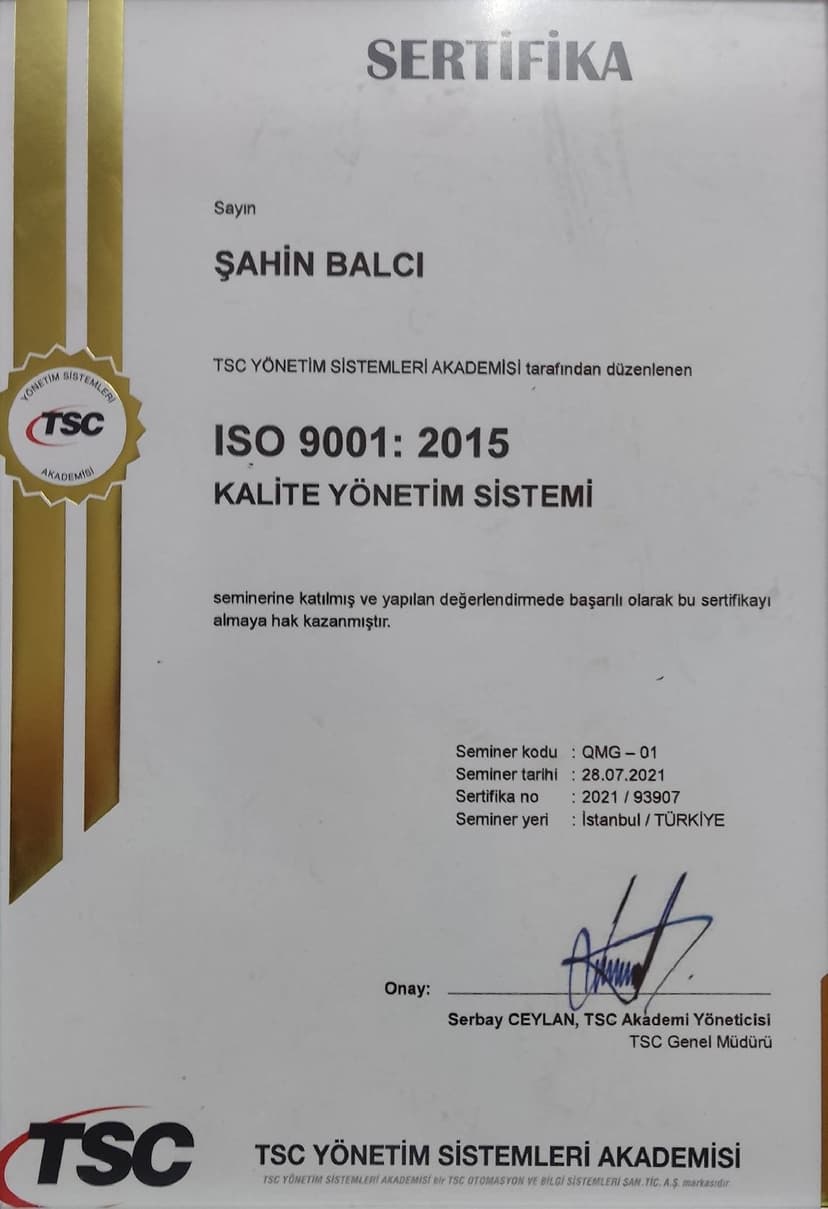 SERTİFİKA
Sayın
ŞAHİN BALCI
TSC YÖNETİM SİSTEMLERİ AKADEMİSİ tarafından düzenlenen
YÖNETİM SİSTEMLERİ
TSC
AKADEMİSİ
ISO 9001: 2015
KALİTE YÖNETİM SİSTEMİ
seminerine katılmış ve yapılan değerlendirmede başarılı olarak bu sertifikayı
almaya hak kazanmıştır.
Seminer kodu : QMG – 01
Seminer tarihi : 28.07.2021
Sertifika no : 2021 / 93907
Seminer yeri : İstanbul / TÜRKİYE
Onay:
Serbay CEYLAN, TSC Akademi Yöneticisi
TSC Genel Müdürü
TSC
TSC YÖNETİM SİSTEMLERİ AKADEMİSİ
TSC YÖNETİM SİSTEMLERİ AKADEMİSİ bir TSC OTOMASYON VE BİLGİ SİSTEMLERİ SAN.TİC. A.Ş. markasıdır.